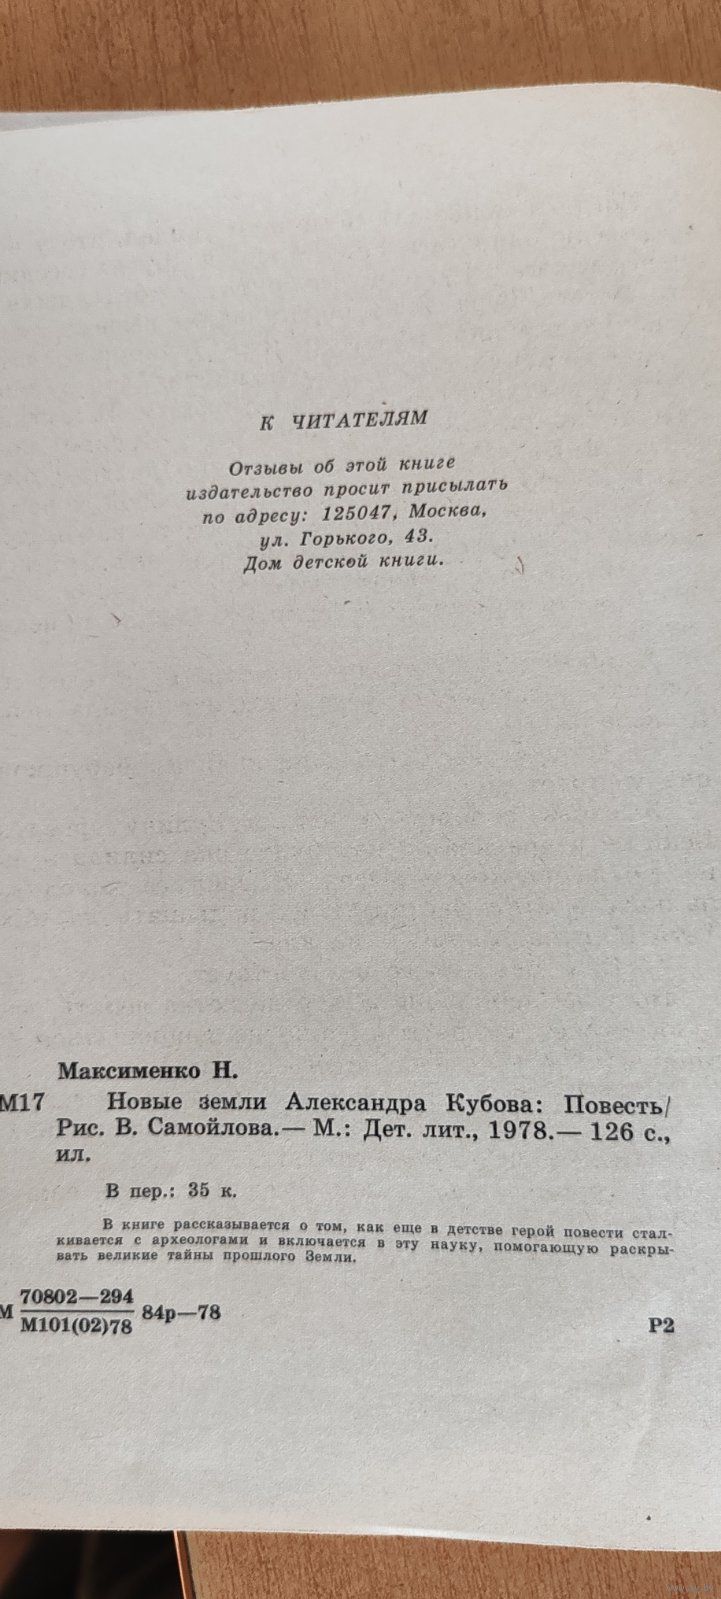 К ЧИТАТЕЛЯМ
Отзывы об этой книге
издательство просит присылать
по адресу: 125047, Москва,
ул. Горького, 43.
Дом детской книги.
Максименко Н.
М17 Новые земли Александра Кубова: Повесть/
Рис. В. Самойлова.— М.: Дет. лит., 1978.— 126 с.,
ил.
В пер.: 35 к.
В книге рассказывается о том, как еще в детстве герой повести стал-
кивается с археологами и включается в эту науку, помогающую раскры-
вать великие тайны прошлого Земли.
М 70802—294 84р—78
М101(02)78
Р2